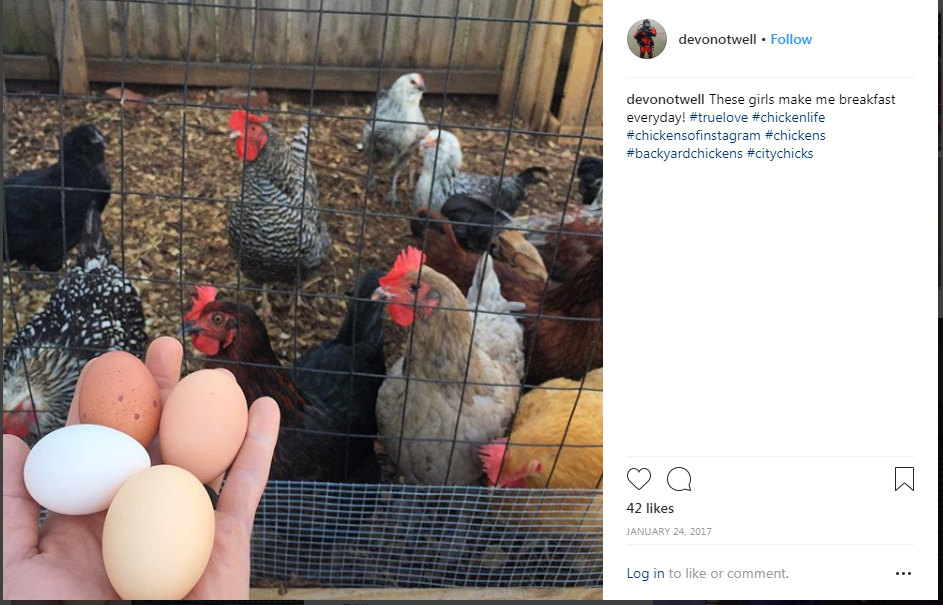 devonotwell • Follow
devonotwell These girls make me breakfast
everyday! #truelove #chickenlife
#chickensofinstagram #chickens
#backyardchickens #citychicks
42 likes
JANUARY 24, 2017
Log in to like or comment.